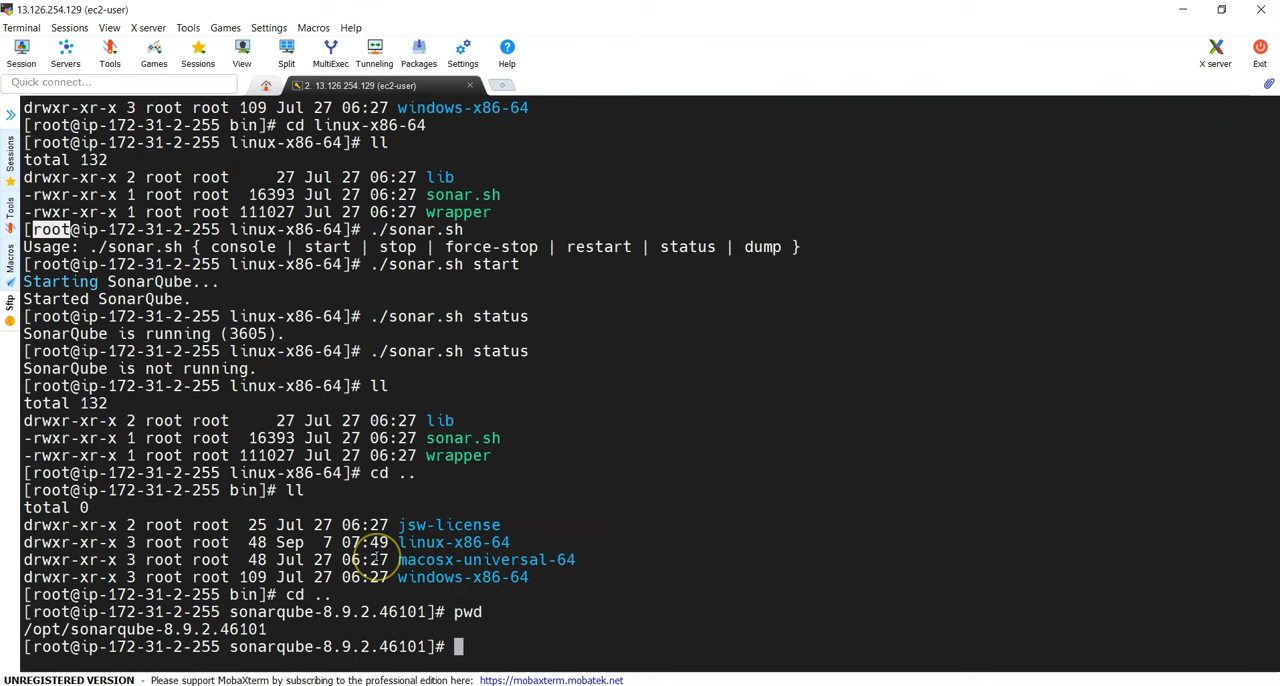 13.126.254.129 (ec2-user)
Terminal Sessions View X server Tools Games Settings Macros Help
Session Servers Tools Games Sessions View Split MultiExec Tunneling Packages Settings Help X server Exit
Quick connect...
2. 13.126.254.129 (ec2-user)
Sessions
Tools
Macros
Sftp
drwxr-xr-x 3 root root 109 Jul 27 06:27 windows-x86-64
[root@ip-172-31-2-255 bin]# cd linux-x86-64
[root@ip-172-31-2-255 linux-x86-64]# ll
total 132
drwxr-xr-x 2 root root     27 Jul 27 06:27 lib
-rwxr-xr-x 1 root root  16393 Jul 27 06:27 sonar.sh
-rwxr-xr-x 1 root root 111027 Jul 27 06:27 wrapper
[root@ip-172-31-2-255 linux-x86-64]# ./sonar.sh
Usage: ./sonar.sh { console | start | stop | force-stop | restart | status | dump }
[root@ip-172-31-2-255 linux-x86-64]# ./sonar.sh start
Starting SonarQube...
Started SonarQube.
[root@ip-172-31-2-255 linux-x86-64]# ./sonar.sh status
SonarQube is running (3605).
[root@ip-172-31-2-255 linux-x86-64]# ./sonar.sh status
SonarQube is not running.
[root@ip-172-31-2-255 linux-x86-64]# ll
total 132
drwxr-xr-x 2 root root     27 Jul 27 06:27 lib
-rwxr-xr-x 1 root root  16393 Jul 27 06:27 sonar.sh
-rwxr-xr-x 1 root root 111027 Jul 27 06:27 wrapper
[root@ip-172-31-2-255 linux-x86-64]# cd ..
[root@ip-172-31-2-255 bin]# ll
total 0
drwxr-xr-x 2 root root  25 Jul 27 06:27 jsw-license
drwxr-xr-x 3 root root  48 Sep  7 07:49 linux-x86-64
drwxr-xr-x 3 root root  48 Jul 27 06:27 macosx-universal-64
drwxr-xr-x 3 root root 109 Jul 27 06:27 windows-x86-64
[root@ip-172-31-2-255 bin]# cd ..
[root@ip-172-31-2-255 sonarqube-8.9.2.46101]# pwd
/opt/sonarqube-8.9.2.46101
[root@ip-172-31-2-255 sonarqube-8.9.2.46101]#
UNREGISTERED VERSION - Please support MobaXterm by subscribing to the professional edition here: https://mobaxterm.mobatek.net